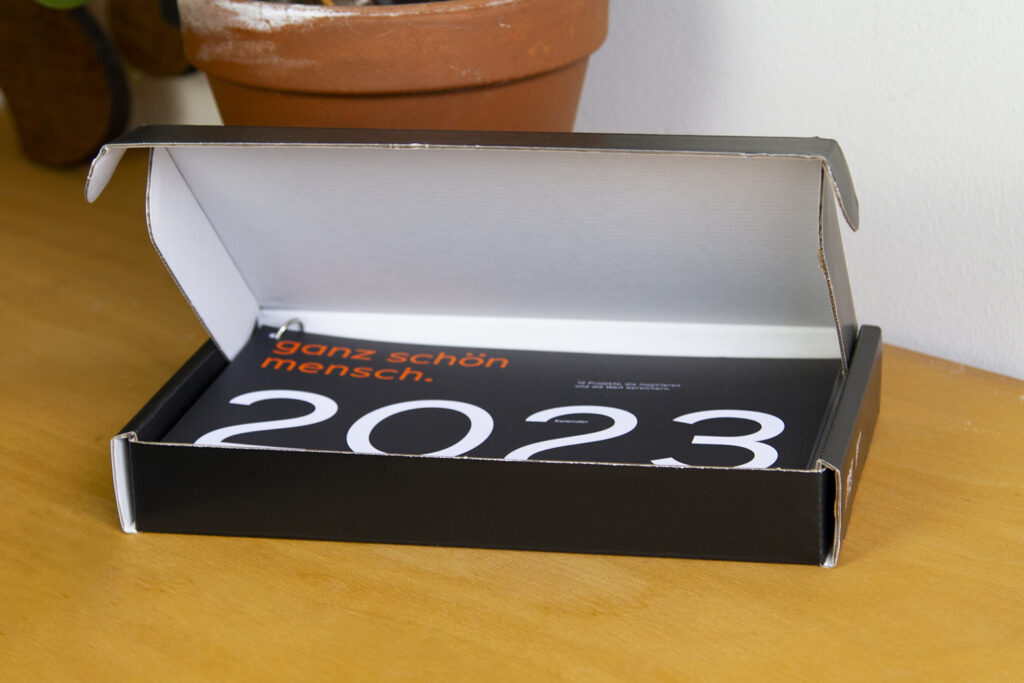 ganz schön
mensch.
12 Projekte, die inspirieren
und die Welt bereichern.
Kalender
2023